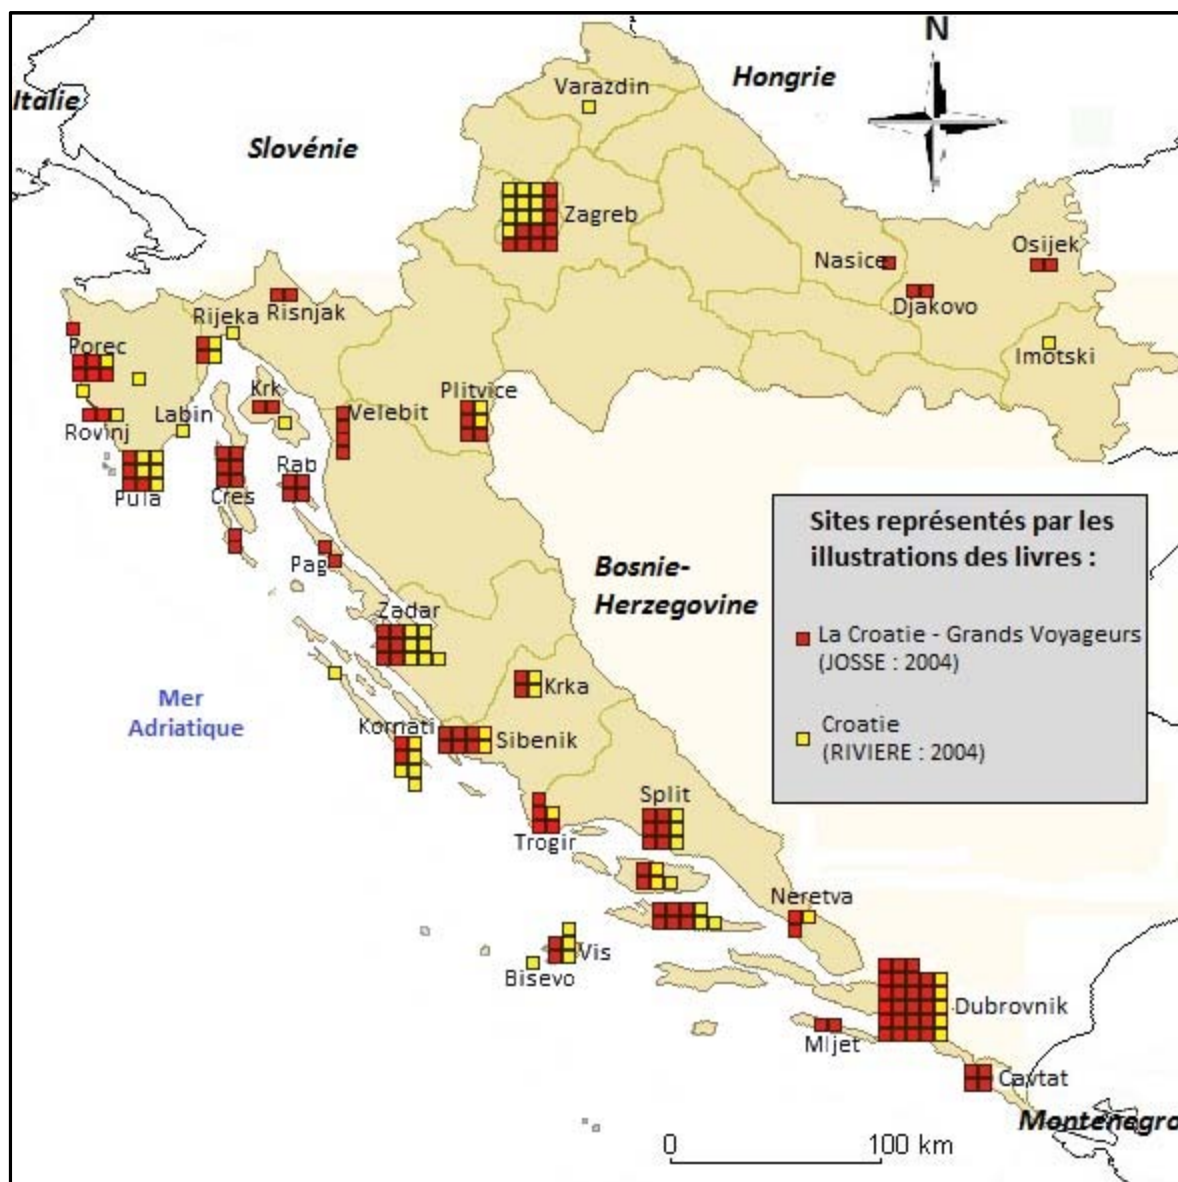 N
Italie
Hongrie
Slovénie
Varazdin
Zagreb
Nasice
Osijek
Djakovo
Imotski
Risnjak
Rijeka
Porec
Krk
Velebit
Plitvice
Labin
Rovinj
Pula
Cres
Rab
Pag
Bosnie-
Herzegovine
Sites représentés par les
illustrations des livres :
La Croatie - Grands Voyageurs
(JOSSE : 2004)
Croatie
(RIVIERE : 2004)
Zadar
Krka
Mer
Adriatique
Kornati
Sibenik
Split
Trogir
Neretva
Vis
Bisevo
Dubrovnik
Mljet
Cavtat
Montenegro
0 100 km